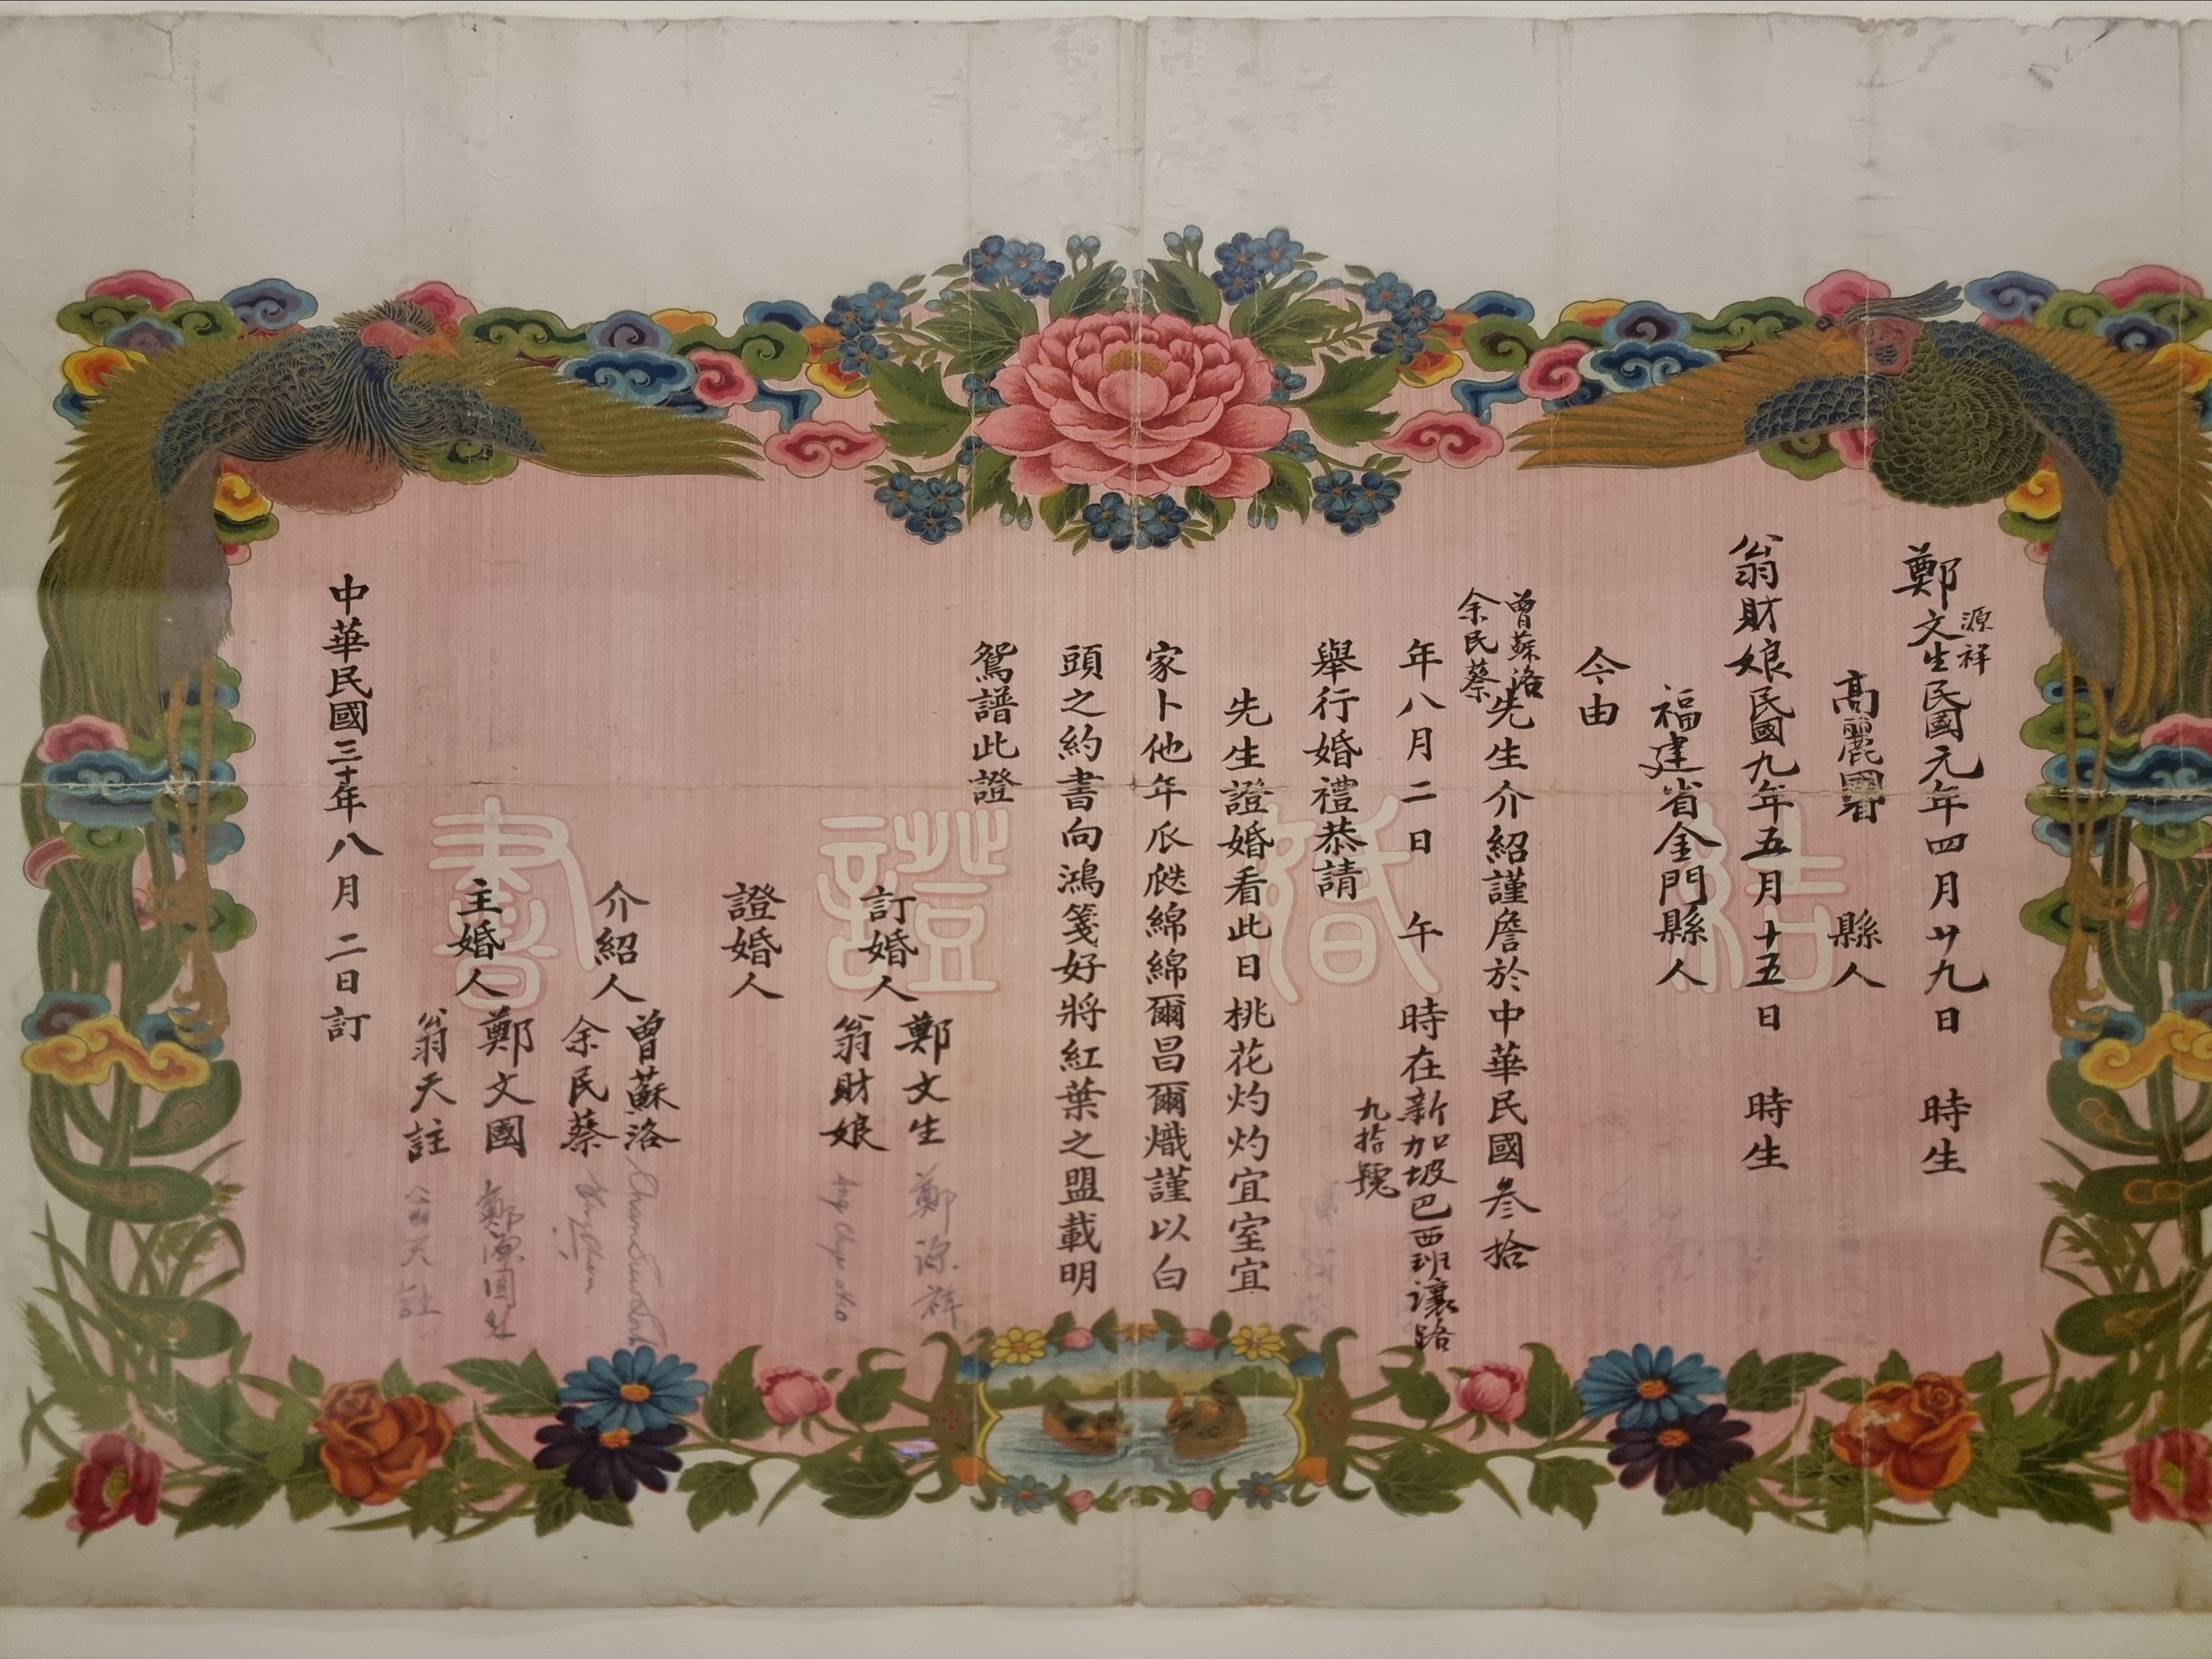 鄭文生民國元年四月廿九日 時生
源祥
高麗國 縣人
翁財娘民國九年五月十五日 時生
福建省金門縣人
今由
曾蘇洛
余民蔡
先生介紹謹詹於中華民國叁拾
年八月二日 午 時在新加坡巴西班讓路
九拾號
舉行婚禮恭請
先生證婚看此日桃花灼灼宜室宜
家卜他年瓜瓞綿綿爾昌爾熾謹以白
頭之約書向鴻箋好將紅葉之盟載明
鴛譜此證
訂婚人
鄭文生 鄭源祥
翁財娘
證婚人
介紹人
曾蘇洛
余民蔡
主婚人
鄭文國
翁天註 翁天註
中華民國三十年八月二日訂
結婚證書